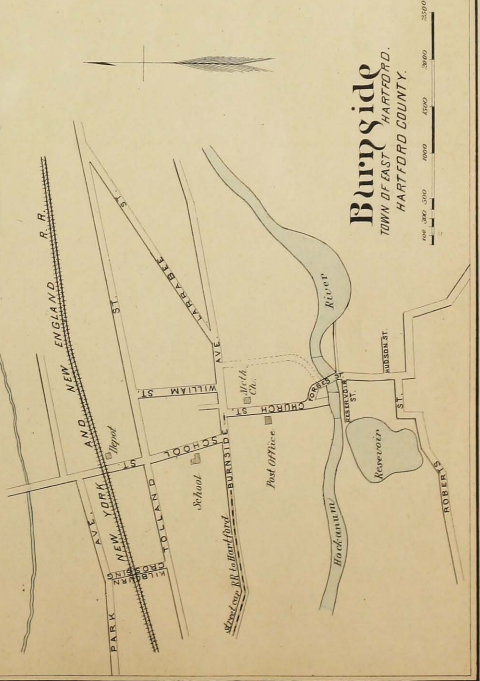 Burnside
TOWN OF EAST HARTFORD.
HARTFORD COUNTY.
500
1000
1500
2000
2500
NEW YORK AND NEW ENGLAND R. R.
PARK AVE.
KILBOURN CROSSING
TOLLAND ST.
Depot
SCHOOL ST
School
WILLIAM ST
LARRABEE ST.
BURNSIDE AVE
Street car RR to Hartford
Meth. Ch.
CHURCH ST
Post Office
FORBES ST
RESERVOIR ST.
HUDSON ST.
Hockanum River
Reservoir
ROBERTS ST.